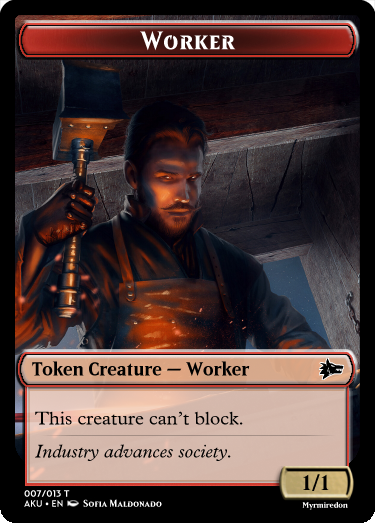 Worker
Token Creature — Worker
This creature can't block.
Industry advances society.
1/1
007/013 T
AKU • EN Sofia Maldonado
Myrmiredon